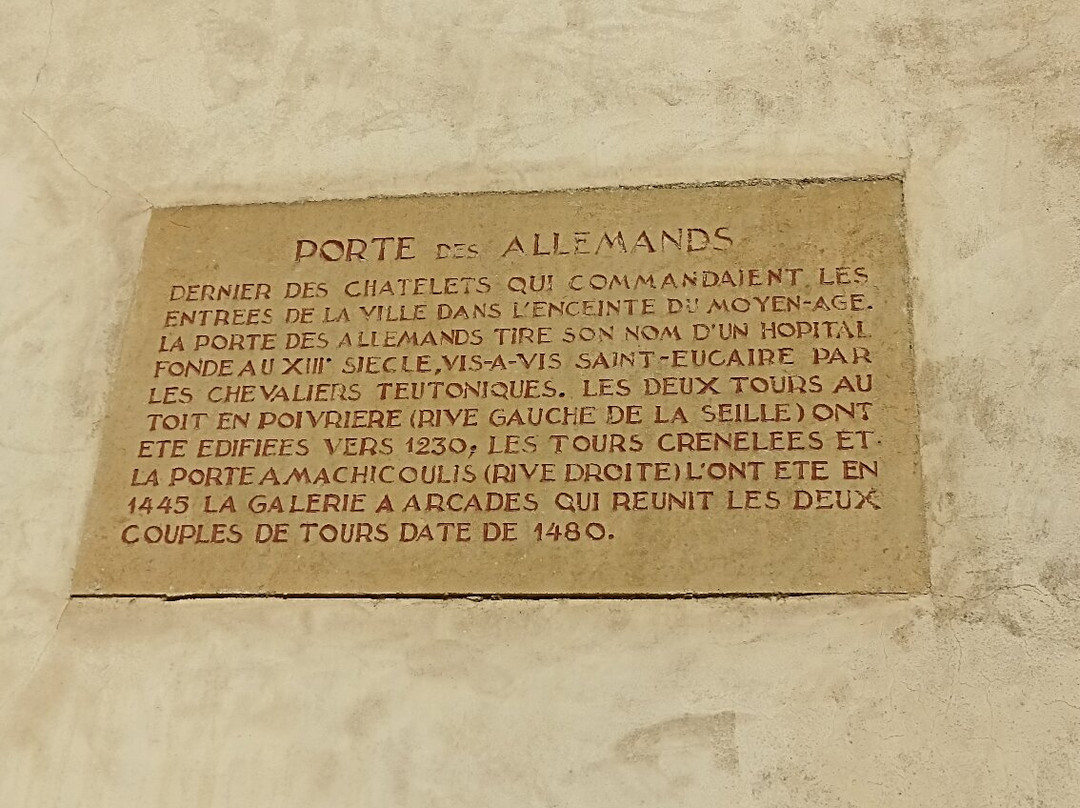 PORTE DES ALLEMANDS
DERNIER DES CHATELETS QUI COMMANDAIENT LES
ENTREES DE LA VILLE DANS L'ENCEINTE DU MOYEN-AGE.
LA PORTE DES ALLEMANDS TIRE SON NOM D'UN HOPITAL
FONDE AU XIII° SIECLE, VIS-A-VIS SAINT-EUCAIRE PAR
LES CHEVALIERS TEUTONIQUES. LES DEUX TOURS AU
TOIT EN POIVRIERE (RIVE GAUCHE DE LA SEILLE) ONT
ETE EDIFIEES VERS 1230; LES TOURS CRENELEES ET
LA PORTE A MACHICOULIS (RIVE DROITE) L'ONT ETE EN
1445 LA GALERIE A ARCADES QUI REUNIT LES DEUX
COUPLES DE TOURS DATE DE 1480.